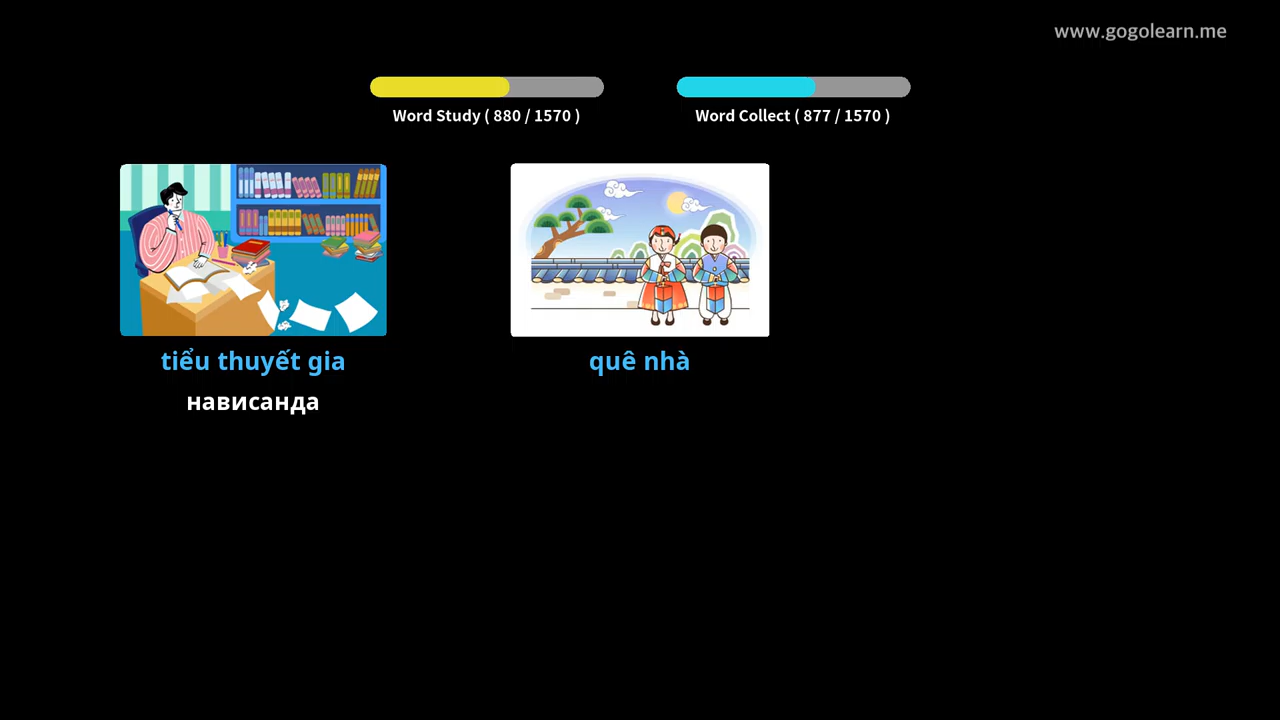 www.gogolearn.me
Word Study ( 880 / 1570 )
Word Collect ( 877 / 1570 )
tiểu thuyết gia
нависанда
quê nhà